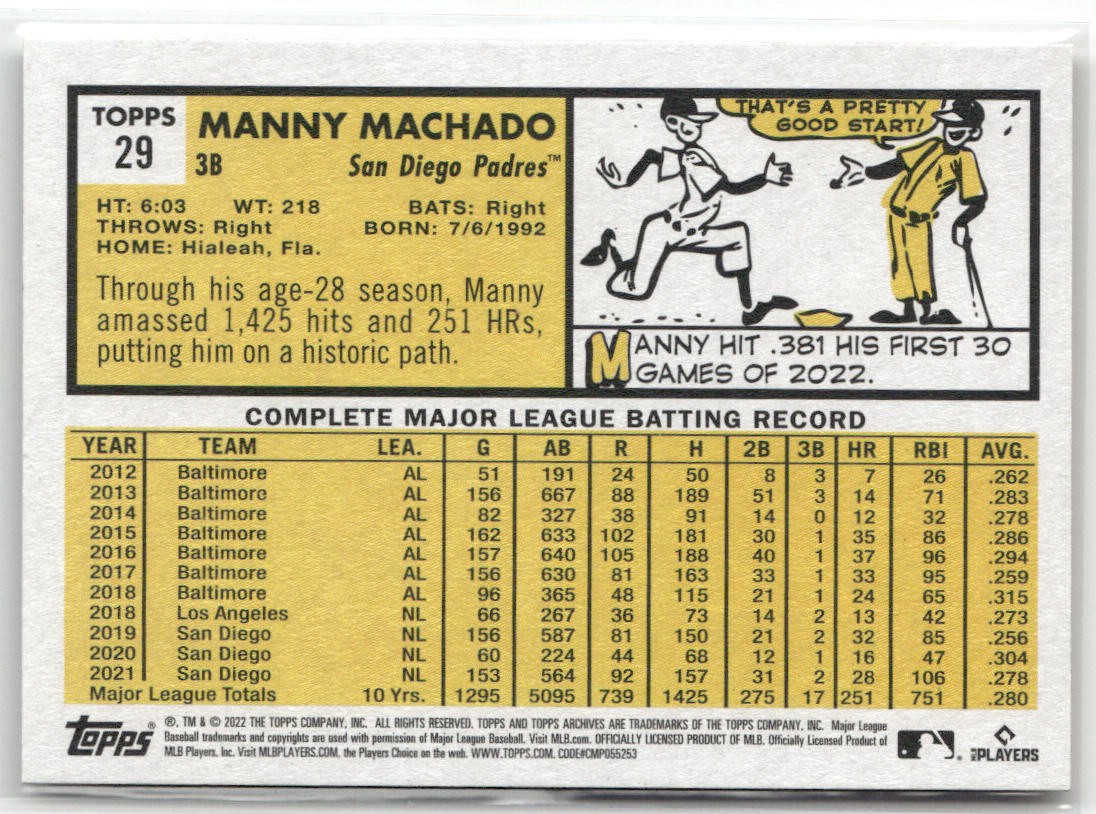 TOPPS
29
MANNY MACHADO
3B San Diego Padres™
HT: 6:03 WT: 218 BATS: Right
THROWS: Right BORN: 7/6/1992
HOME: Hialeah, Fla.
Through his age-28 season, Manny
amassed 1,425 hits and 251 HRs,
putting him on a historic path.
THAT'S A PRETTY
GOOD START!
MANNY HIT .381 HIS FIRST 30
GAMES OF 2022.
COMPLETE MAJOR LEAGUE BATTING RECORD
YEAR TEAM LEA. G AB R H 2B 3B HR RBI AVG.
2012 Baltimore AL 51 191 24 50 8 3 7 26 .262
2013 Baltimore AL 156 667 88 189 51 3 14 71 .283
2014 Baltimore AL 82 327 38 91 14 0 12 32 .278
2015 Baltimore AL 162 633 102 181 30 1 35 86 .286
2016 Baltimore AL 157 640 105 188 40 1 37 96 .294
2017 Baltimore AL 156 630 81 163 33 1 33 95 .259
2018 Baltimore AL 96 365 48 115 21 1 24 65 .315
2018 Los Angeles NL 66 267 36 73 14 2 13 42 .273
2019 San Diego NL 156 587 81 150 21 2 32 85 .256
2020 San Diego NL 60 224 44 68 12 1 16 47 .304
2021 San Diego NL 153 564 92 157 31 2 28 106 .278
Major League Totals 10 Yrs. 1295 5095 739 1425 275 17 251 751 .280
Topps® ®, TM & © 2022 THE TOPPS COMPANY, INC. ALL RIGHTS RESERVED. TOPPS AND TOPPS ARCHIVES ARE TRADEMARKS OF THE TOPPS COMPANY, INC. Major League
Baseball trademarks and copyrights are used with permission of Major League Baseball. Visit MLB.com. OFFICIALLY LICENSED PRODUCT OF MLB. Officially Licensed Product of
MLB Players, Inc. Visit MLBPLAYERS.COM, the Players Choice on the web. WWW.TOPPS.COM. CODE#CMP055253
MLB PLAYERS